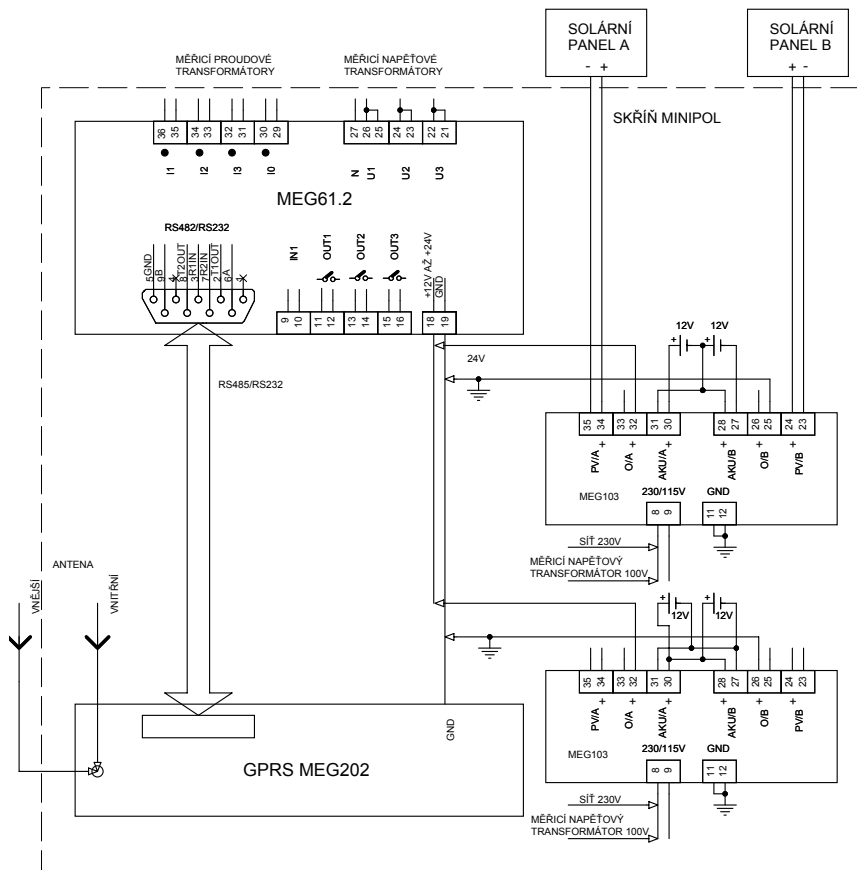 SOLÁRNÍ
PANEL A
- +
SOLÁRNÍ
PANEL B
+ -
MĚŘICÍ PROUDOVÉ
TRANSFORMÁTORY
MĚŘICÍ NAPĚŤOVÉ
TRANSFORMÁTORY
SKŘÍŇ MINIPOL
36 35 34 33 32 31 30 29
27 26 25 24 23 22 21
I1 I2 I3 I0
N U1 U2 U3
MEG61.2
RS482/RS232
5GND 9B 4 8T2OUT 3R1IN 7R2IN 2T1OUT 6A 1
IN1 OUT1 OUT2 OUT3 +12V AŽ +24V GND
9 10 11 12 13 14 15 16 18 19
RS485/RS232
24V
+ 12V + 12V
35 34 33 32 31 30 28 27 26 25 24 23
PV/A + O/A + AKU/A + AKU/B + O/B + PV/B +
MEG103
230/115V
GND
8 9 11 12
SÍŤ 230V
MĚŘICÍ NAPĚŤOVÝ
TRANSFORMÁTOR 100V
ANTENA
VNĚJŠÍ
VNITŘNÍ
+ 12V + 12V
35 34 33 32 31 30 28 27 26 25 24 23
PV/A + O/A + AKU/A + AKU/B + O/B + PV/B +
MEG103
230/115V
GND
8 9 11 12
SÍŤ 230V
MĚŘICÍ NAPĚŤOVÝ
TRANSFORMÁTOR 100V
GND
GPRS MEG202